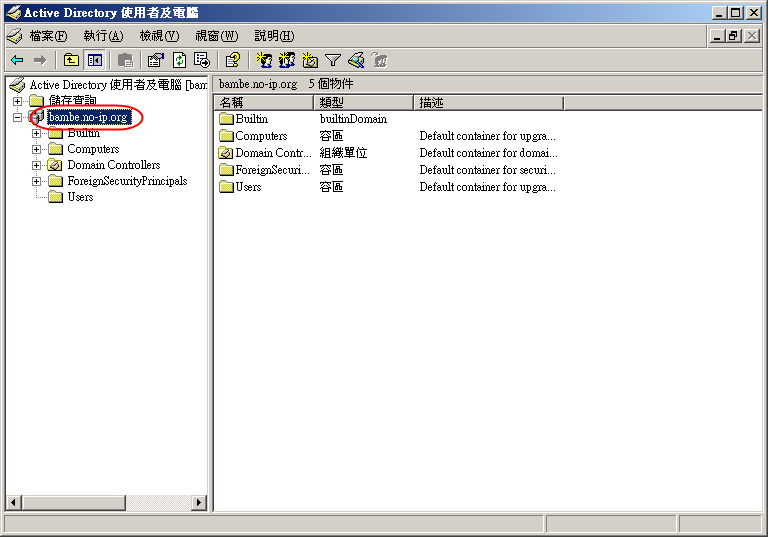 Active Directory 使用者及電腦
檔案(F) 執行(A) 檢視(V) 視窗(W) 說明(H)
Active Directory 使用者及電腦 [bam
儲存查詢
bambe.no-ip.org
Builtin
Computers
Domain Controllers
ForeignSecurityPrincipals
Users
bambe.no-ip.org 5 個物件
名稱 類型 描述
Builtin builtinDomain
Computers 容區 Default container for upgra...
Domain Contr... 組織單位 Default container for domai...
ForeignSecuri... 容區 Default container for securi...
Users 容區 Default container for upgra...